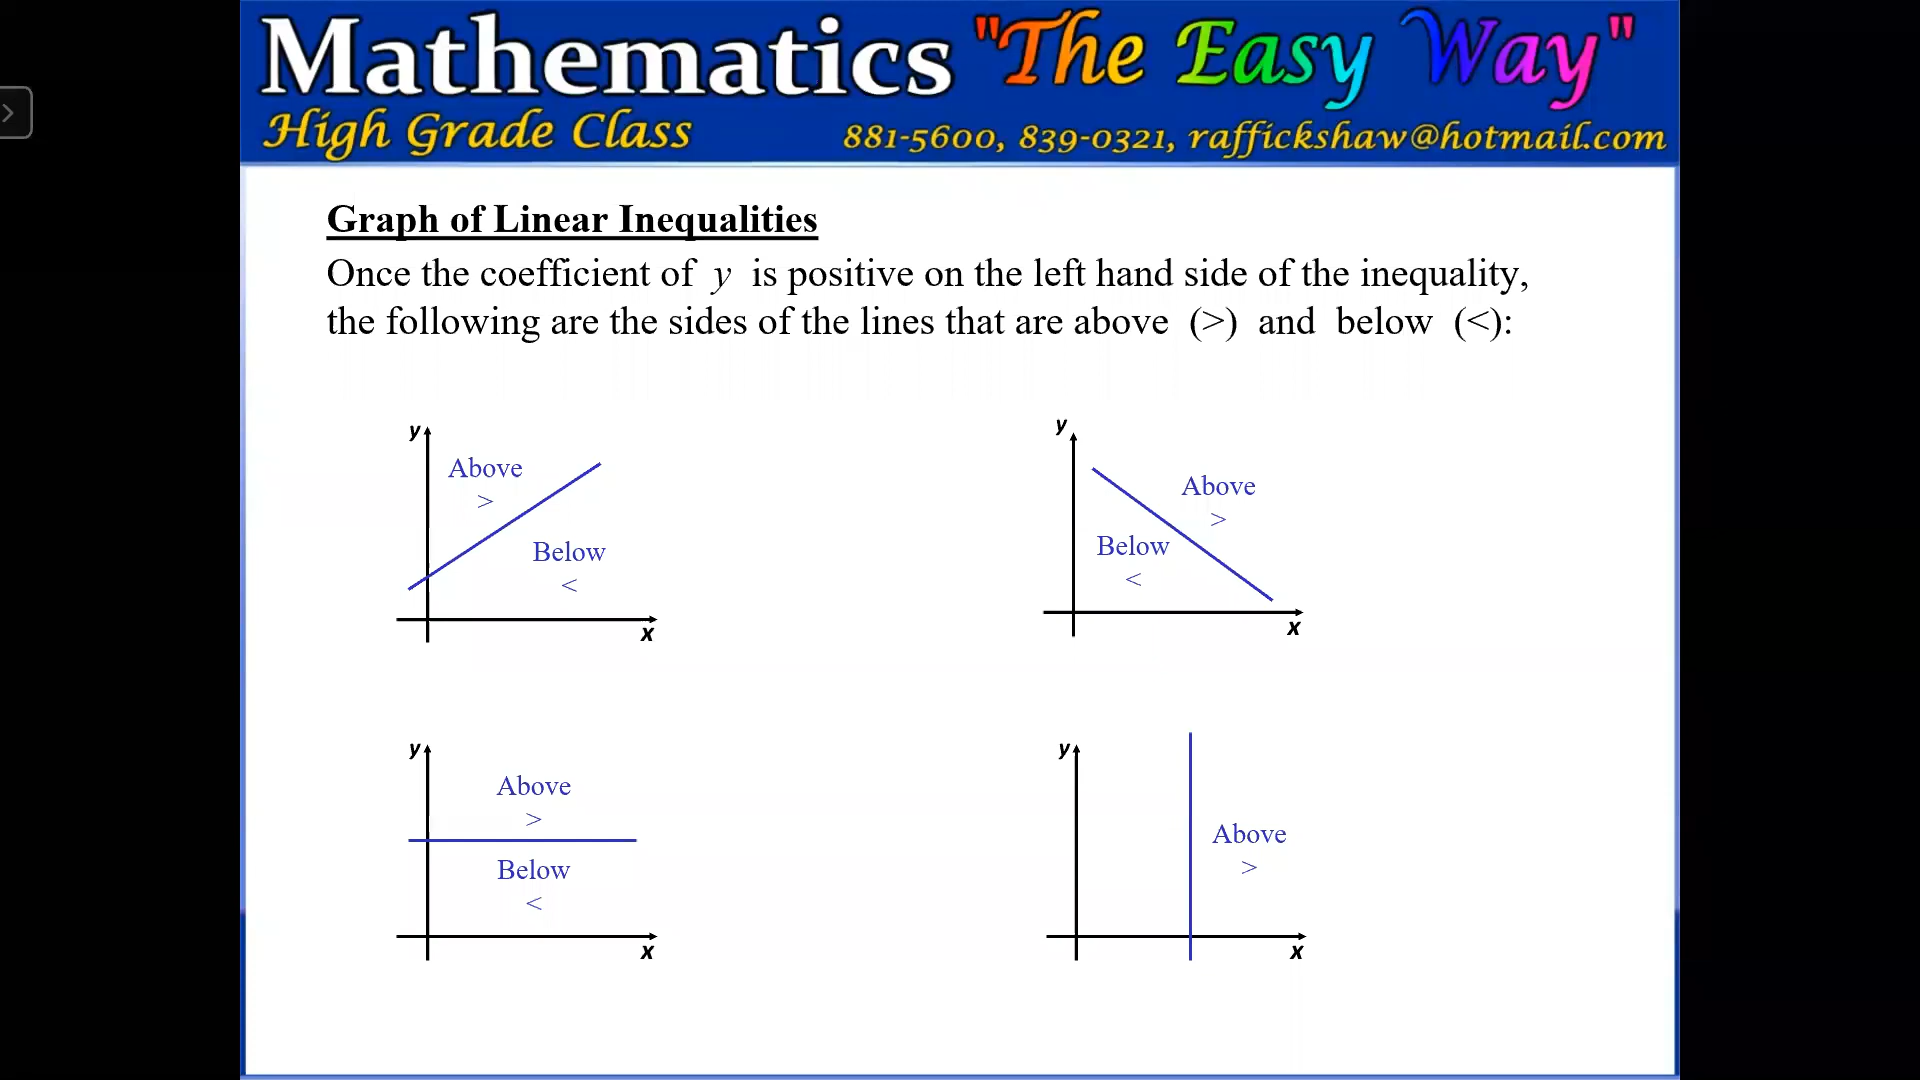 Mathematics "The Easy Way"
High Grade Class 881-5600, 839-0321, raffickshaw@hotmail.com
Graph of Linear Inequalities
Once the coefficient of y is positive on the left hand side of the inequality,
the following are the sides of the lines that are above (>) and below (<):
y
Above
>
Below
<
x
y
Above
>
Below
<
x
y
Above
>
Below
<
x
y
Above
>
x